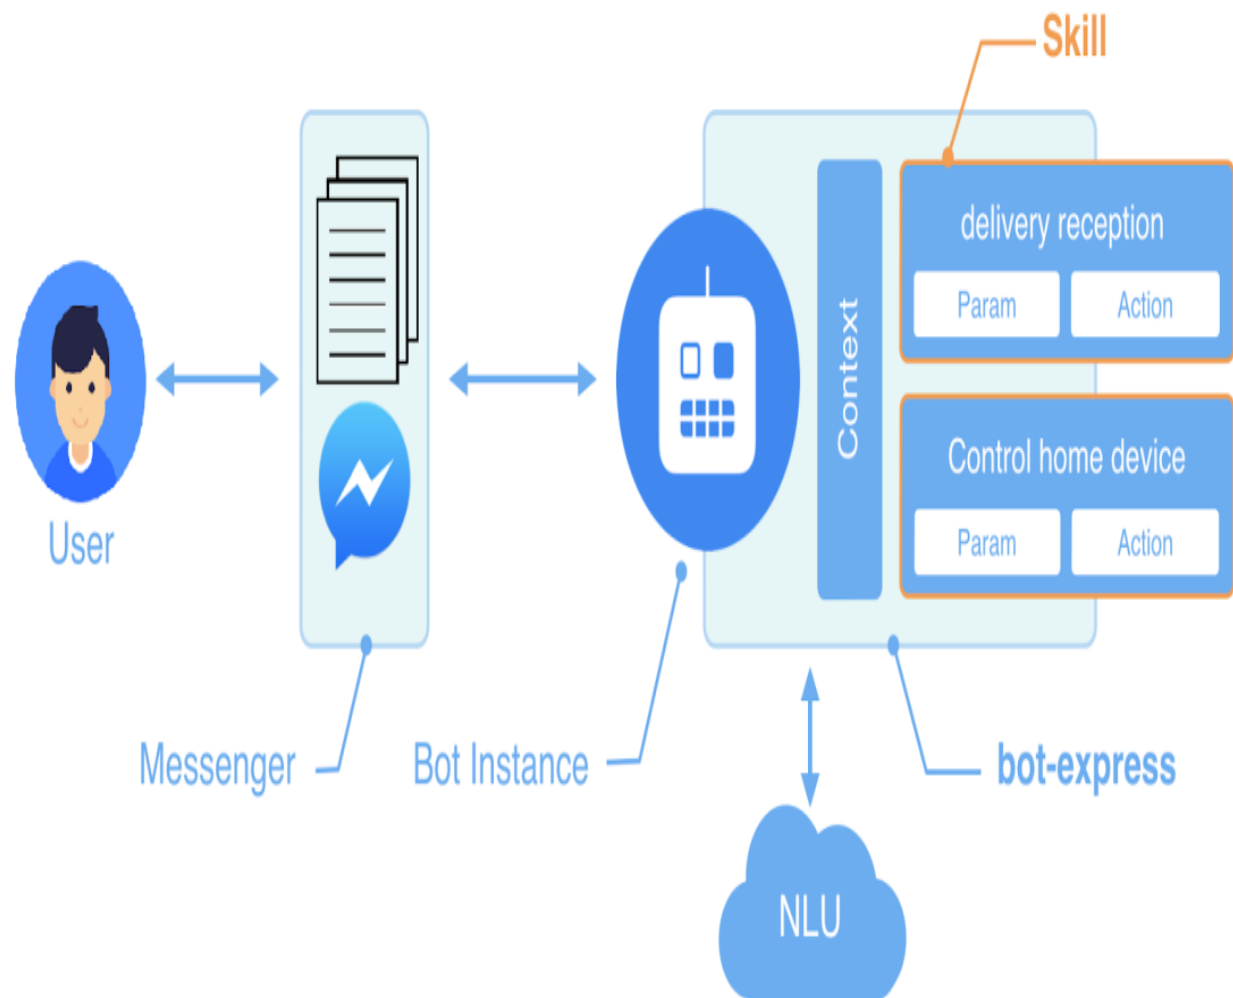 Skill
delivery reception
Param
Action
Context
Control home device
Param
Action
User
Messenger
Bot Instance
bot-express
NLU